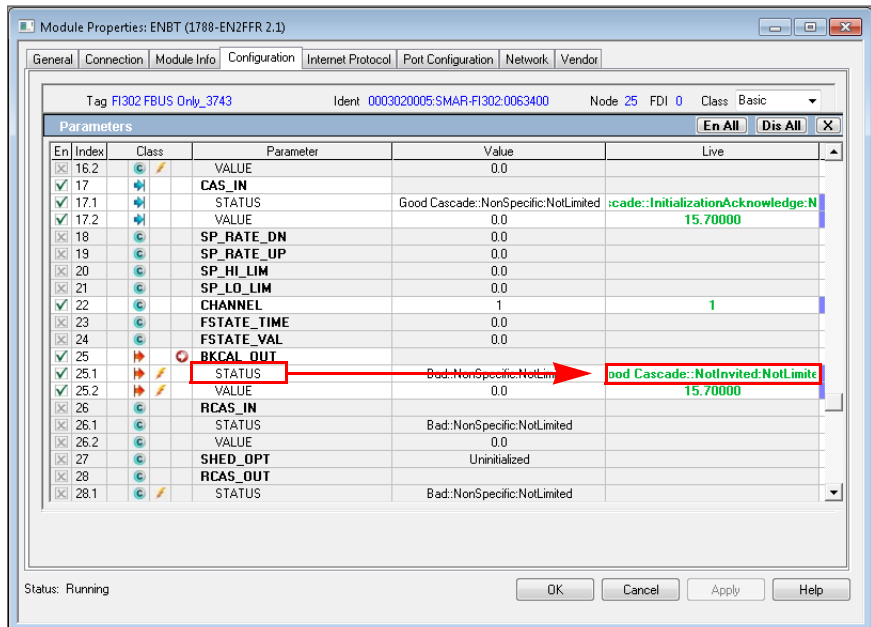 Module Properties: ENBT (1788-EN2FFR 2.1)
General Connection Module Info Configuration Internet Protocol Port Configuration Network Vendor
Tag FI302 FBUS Only_3743 Ident 0003020005:SMAR-FI302:0063400 Node 25 FDI 0 Class Basic
Parameters En All Dis All X
En Index Class Parameter Value Live
16.2 C VALUE 0.0
17 CAS_IN
17.1 STATUS Good Cascade::NonSpecific:NotLimited :cade::InitializationAcknowledge:N
17.2 VALUE 0.0 15.70000
18 C SP_RATE_DN 0.0
19 C SP_RATE_UP 0.0
20 C SP_HI_LIM 0.0
21 C SP_LO_LIM 0.0
22 C CHANNEL 1 1
23 C FSTATE_TIME 0.0
24 C FSTATE_VAL 0.0
25 BKCAL_OUT
25.1 STATUS Bad::NonSpecific:NotLimi ood Cascade::NotInvited:NotLimite
25.2 VALUE 0.0 15.70000
26 C RCAS_IN
26.1 C STATUS Bad::NonSpecific:NotLimited
26.2 C VALUE 0.0
27 C SHED_OPT Uninitialized
28 C RCAS_OUT
28.1 C STATUS Bad::NonSpecific:NotLimited
Status: Running OK Cancel Apply Help